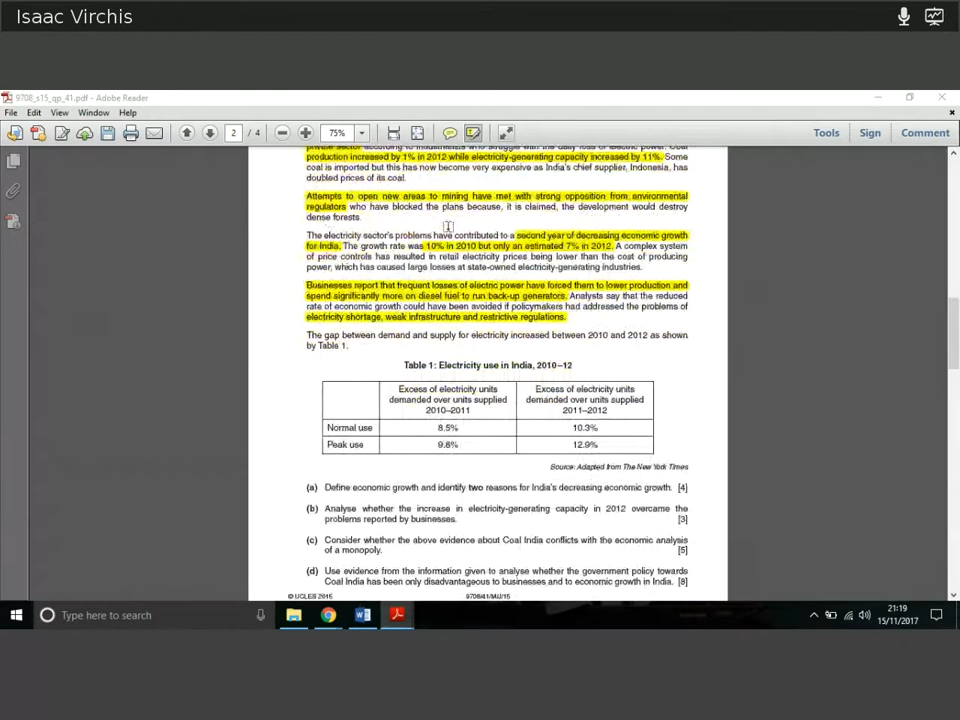 Isaac Virchis
9708_s15_qp_41.pdf - Adobe Reader
File Edit View Window Help
2 / 4 75% Tools Sign Comment
private sector according to industrialists who struggle with the daily loss of electric power. Coal
production increased by 1% in 2012 while electricity-generating capacity increased by 11%. Some
coal is imported but this has now become very expensive as India's chief supplier, Indonesia, has
doubled prices of its coal.
Attempts to open new areas to mining have met with strong opposition from environmental
regulators who have blocked the plans because, it is claimed, the development would destroy
dense forests.
The electricity sector's problems have contributed to a second year of decreasing economic growth
for India. The growth rate was 10% in 2010 but only an estimated 7% in 2012. A complex system
of price controls has resulted in retail electricity prices being lower than the cost of producing
power, which has caused large losses at state-owned electricity-generating industries.
Businesses report that frequent losses of electric power have forced them to lower production and
spend significantly more on diesel fuel to run back-up generators. Analysts say that the reduced
rate of economic growth could have been avoided if policymakers had addressed the problems of
electricity shortage, weak infrastructure and restrictive regulations.
The gap between demand and supply for electricity increased between 2010 and 2012 as shown
by Table 1.
Table 1: Electricity use in India, 2010–12
Excess of electricity units Excess of electricity units
demanded over units supplied demanded over units supplied
2010–2011 2011–2012
Normal use 8.5% 10.3%
Peak use 9.8% 12.9%
Source: Adapted from The New York Times
(a) Define economic growth and identify two reasons for India's decreasing economic growth. [4]
(b) Analyse whether the increase in electricity-generating capacity in 2012 overcame the
problems reported by businesses. [3]
(c) Consider whether the above evidence about Coal India conflicts with the economic analysis
of a monopoly. [5]
(d) Use evidence from the information given to analyse whether the government policy towards
Coal India has been only disadvantageous to businesses and to economic growth in India. [8]
© UCLES 2015 9708/41/M/J/15
Type here to search
21:19
15/11/2017